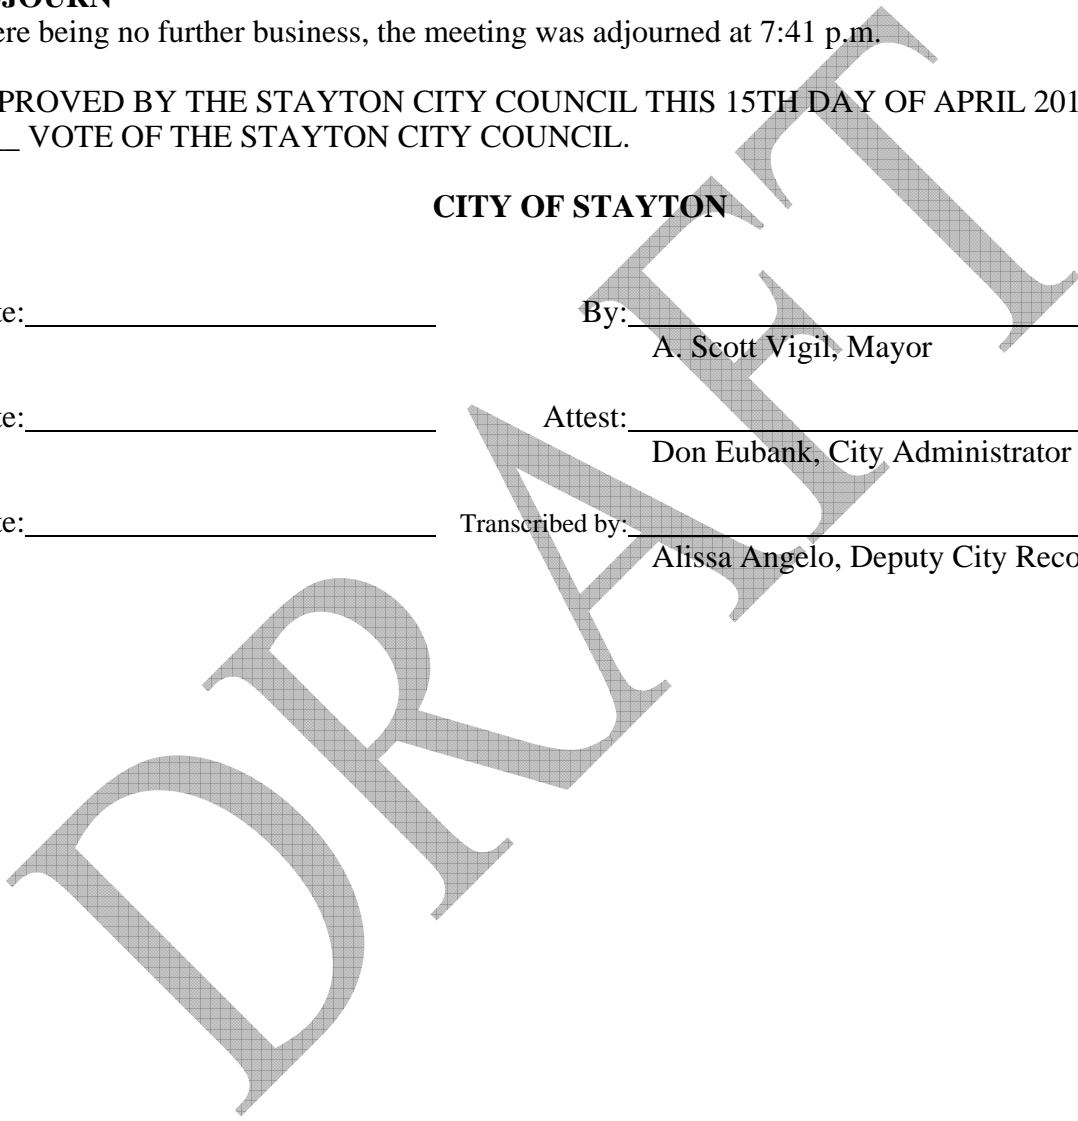 JOURN
ere being no further business, the meeting was adjourned at 7:41 p.m.
PROVED BY THE STAYTON CITY COUNCIL THIS 15TH DAY OF APRIL 201
__ VOTE OF THE STAYTON CITY COUNCIL.
CITY OF STAYTON
te: By:
A. Scott Vigil, Mayor
te: Attest:
Don Eubank, City Administrator
te: Transcribed by:
Alissa Angelo, Deputy City Reco
DRAFT